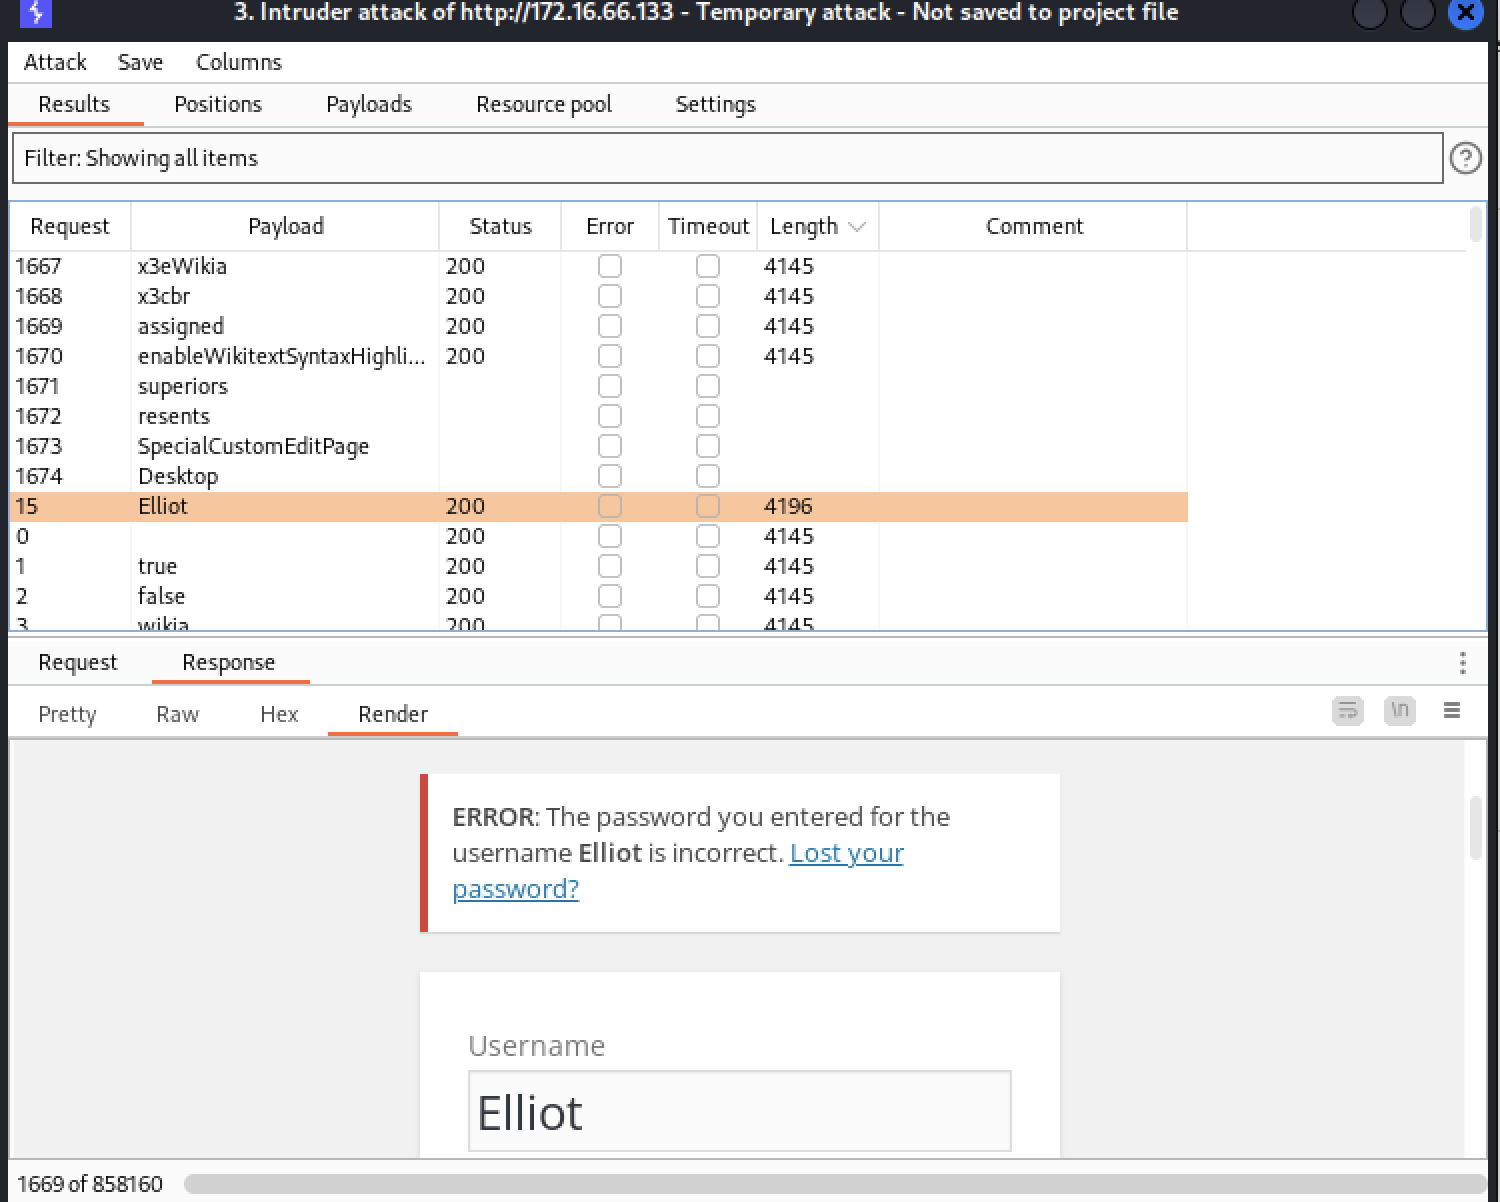 3. Intruder attack of http://172.16.66.133 - Temporary attack - Not saved to project file
Attack Save Columns
Results Positions Payloads Resource pool Settings
Filter: Showing all items
Request Payload Status Error Timeout Length Comment
1667 x3eWikia 200 4145
1668 x3cbr 200 4145
1669 assigned 200 4145
1670 enableWikitextSyntaxHighli... 200 4145
1671 superiors
1672 resents
1673 SpecialCustomEditPage
1674 Desktop
15 Elliot 200 4196
0 200 4145
1 true 200 4145
2 false 200 4145
3 wikia 200 4145
Request Response
Pretty Raw Hex Render
\n
ERROR: The password you entered for the
username Elliot is incorrect. Lost your
password?
Username
Elliot
1669 of 858160